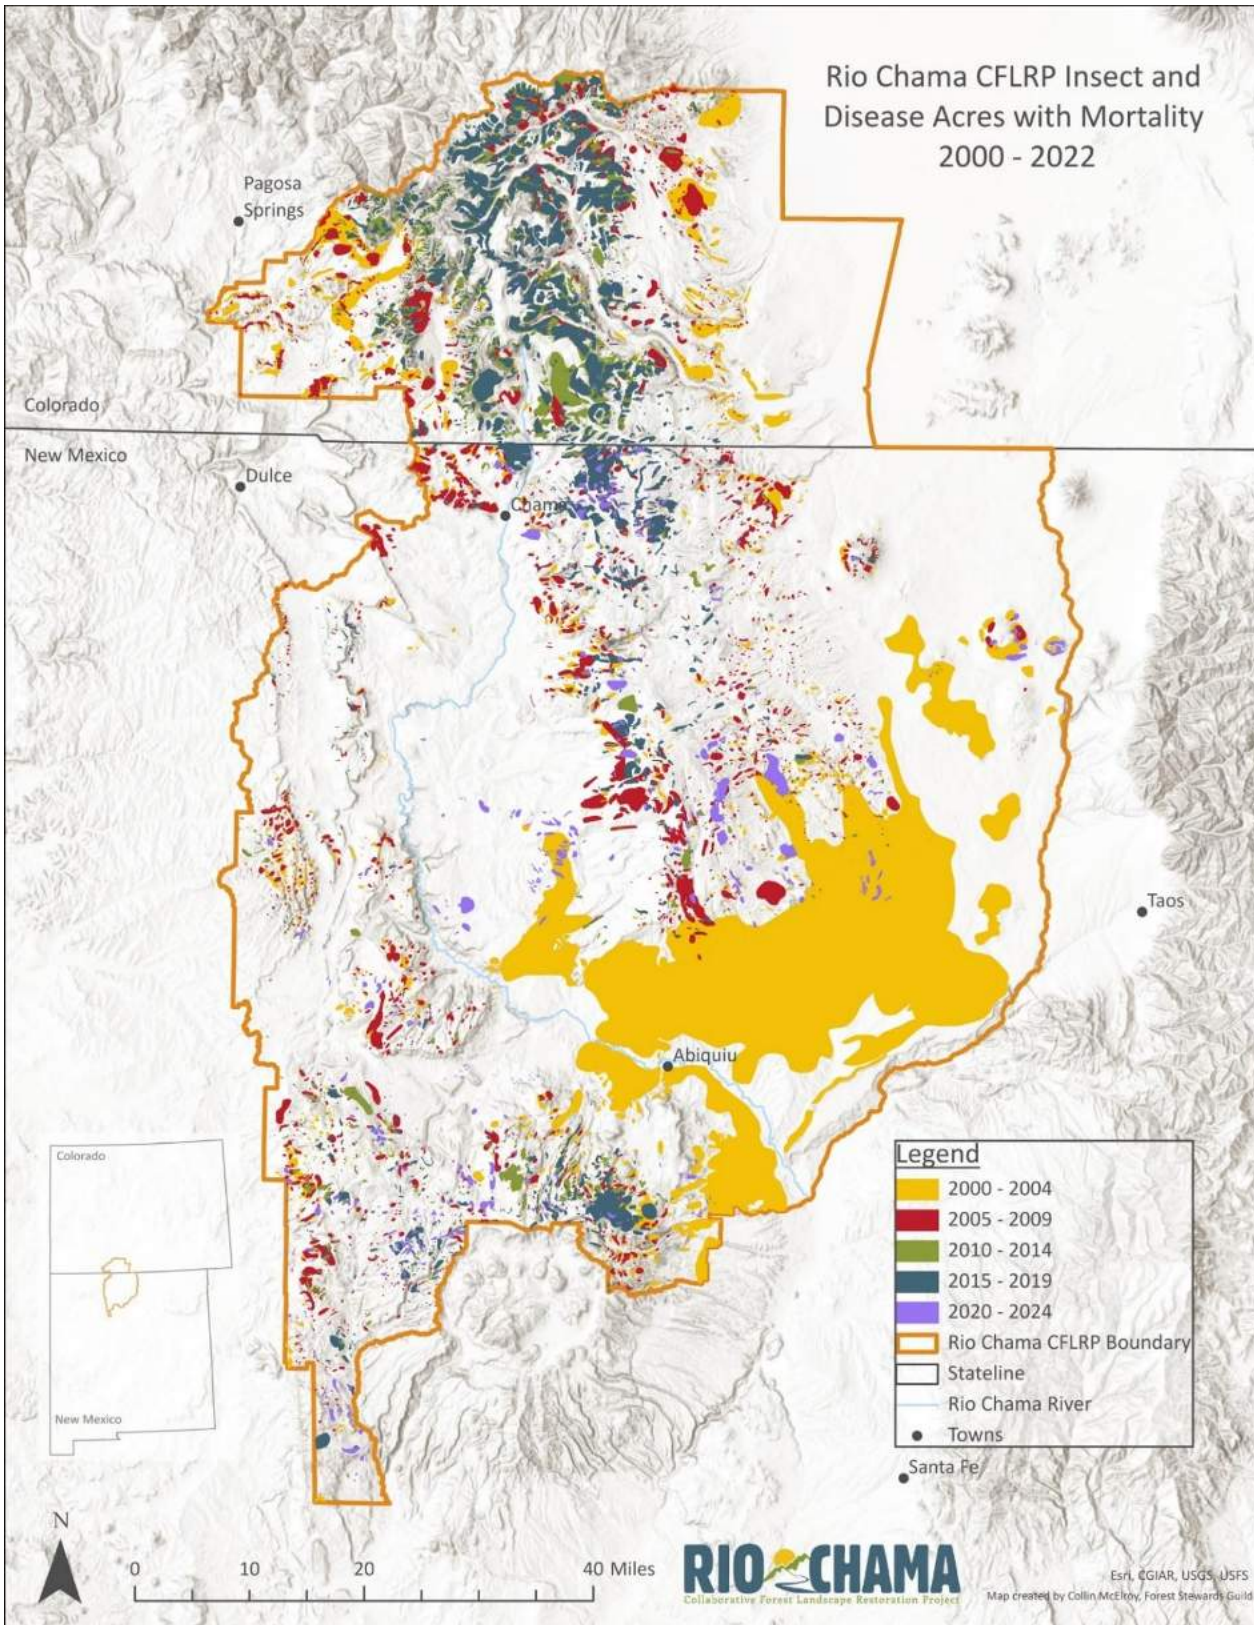 Rio Chama CFLRP Insect and
Disease Acres with Mortality
2000 - 2022
Pagosa
Springs
Colorado
New Mexico
Dulce
Chama
Taos
Abiquiu
Colorado
New Mexico
Legend
2000 - 2004
2005 - 2009
2010 - 2014
2015 - 2019
2020 - 2024
Rio Chama CFLRP Boundary
Stateline
Rio Chama River
Towns
Santa Fe
N
0 10 20 40 Miles
RIO CHAMA
Collaborative Forest Landscape Restoration Project
Esri, CGIAR, USGS, USFS
Map created by Collin McElroy, Forest Stewards Guild